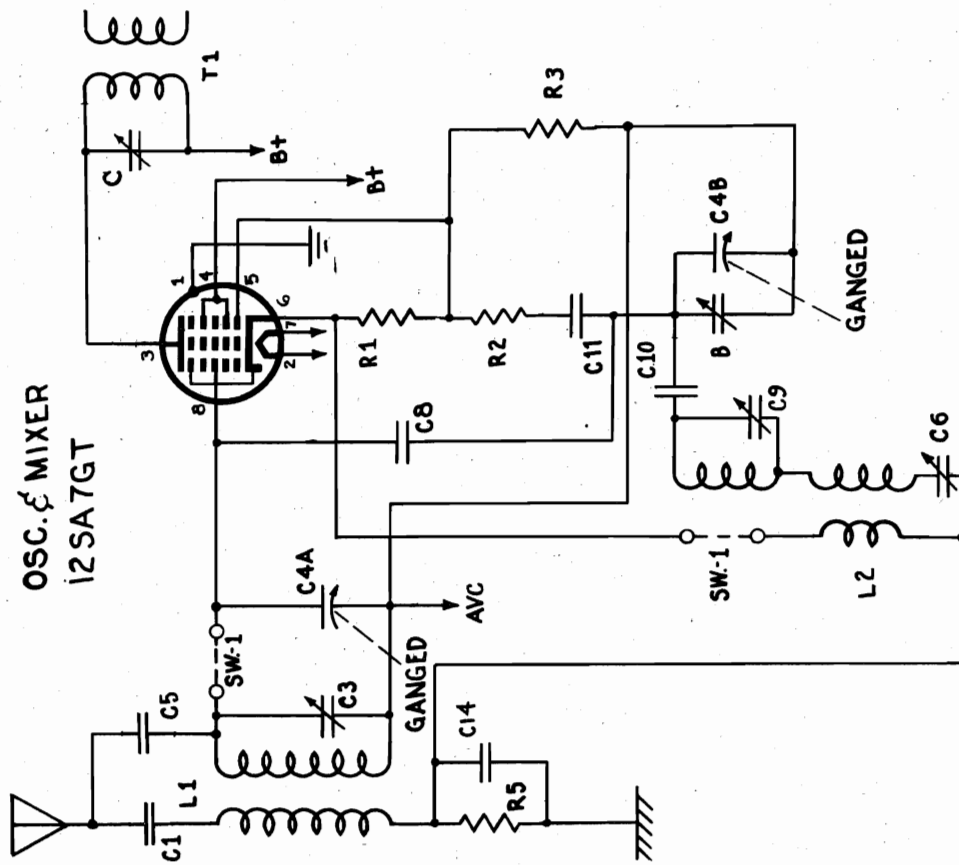 OSC. & MIXER
12SA7GT
T1
C
B+
B+
3
1
4
5
8
6
7
2
R3
R1
R2
C11
C8
C4B
GANGED
B
C10
C9
C6
SW.-1
L2
C4A
GANGED
AVC
SW.-1
C3
C5
C1
L1
C14
R5